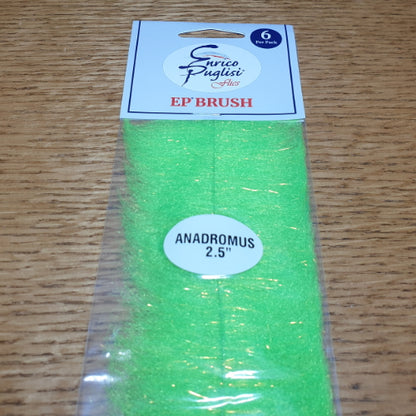 Enrico
Puglisi®
Flies
6
Per Pack
EP® BRUSH
ANADROMUS
2.5"